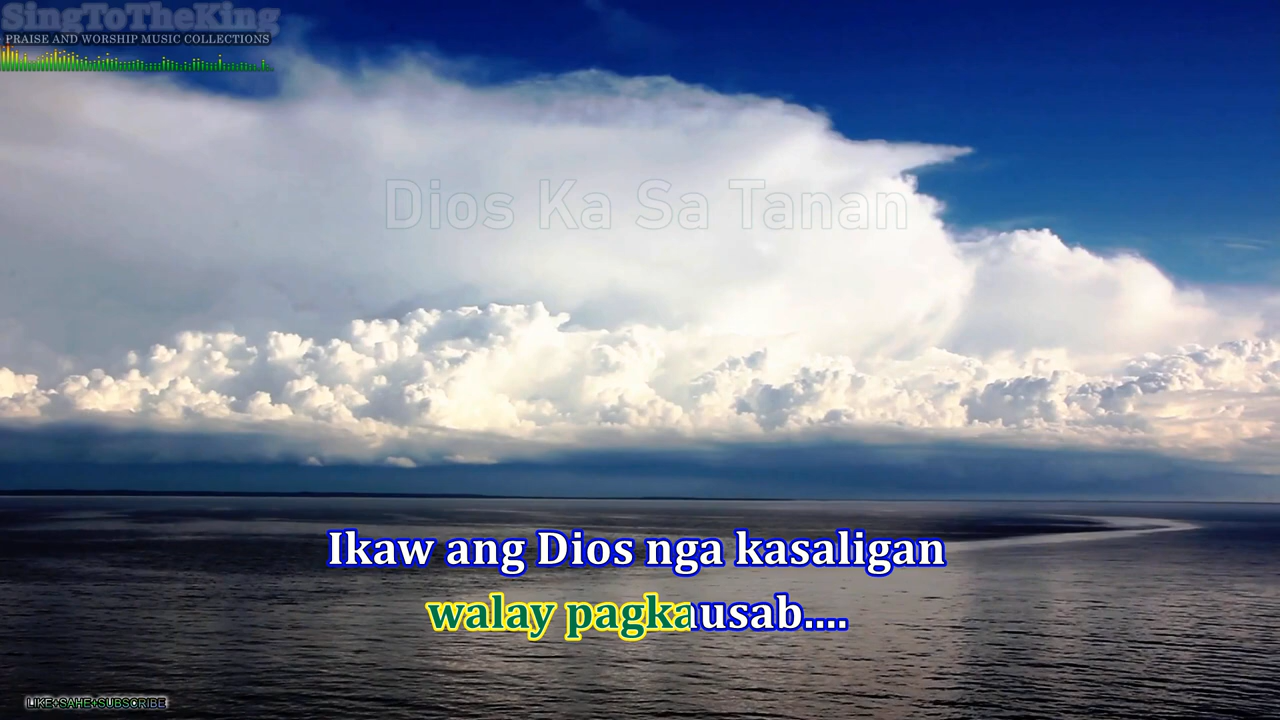 SingToTheKing
PRAISE AND WORSHIP MUSIC COLLECTIONS
Dios Ka Sa Tanan
Ikaw ang Dios nga kasaligan
walay pagkausab....
LIKE+SAHE+SUBSCRIBE